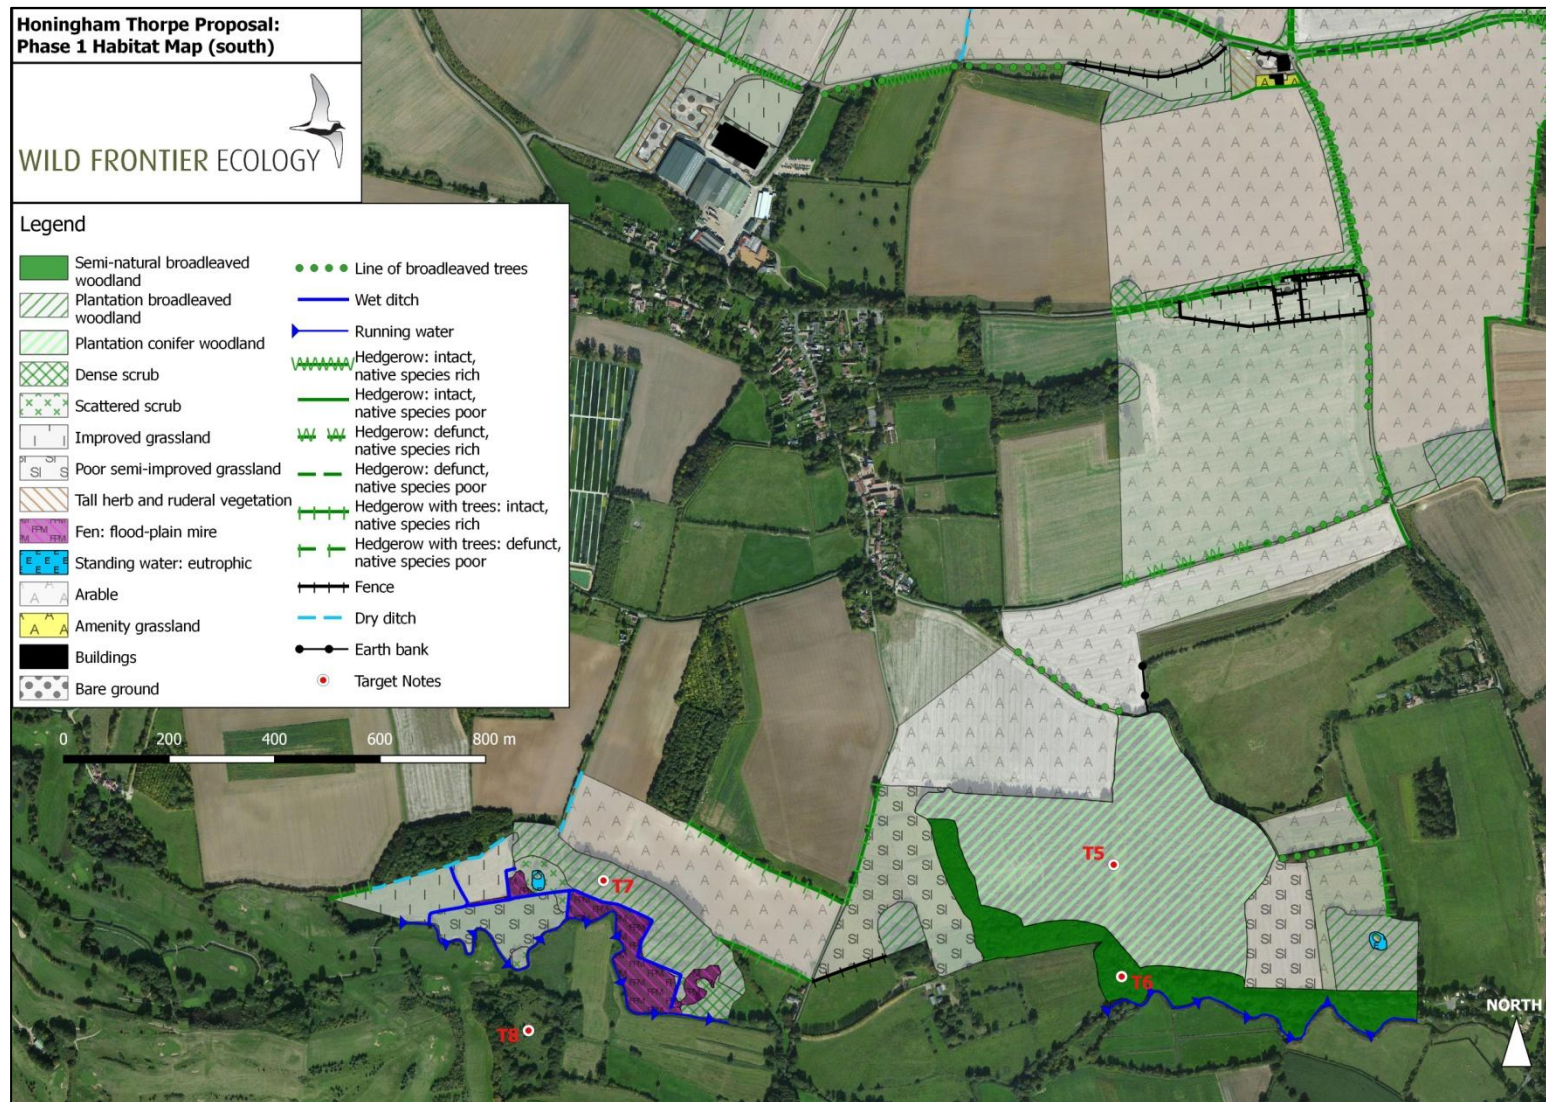 Honingham Thorpe Proposal:
Phase 1 Habitat Map (south)
WILD FRONTIER ECOLOGY
Legend
Semi-natural broadleaved
woodland
Plantation broadleaved
woodland
Plantation conifer woodland
Dense scrub
Scattered scrub
Improved grassland
Poor semi-improved grassland
Tall herb and ruderal vegetation
Fen: flood-plain mire
Standing water: eutrophic
Arable
Amenity grassland
Buildings
Bare ground
Line of broadleaved trees
Wet ditch
Running water
Hedgerow: intact,
native species rich
Hedgerow: intact,
native species poor
Hedgerow: defunct,
native species rich
Hedgerow: defunct,
native species poor
Hedgerow with trees: intact,
native species rich
Hedgerow with trees: defunct,
native species poor
Fence
Dry ditch
Earth bank
Target Notes
0 200 400 600 800 m
T5
T7
T6
T8
NORTH